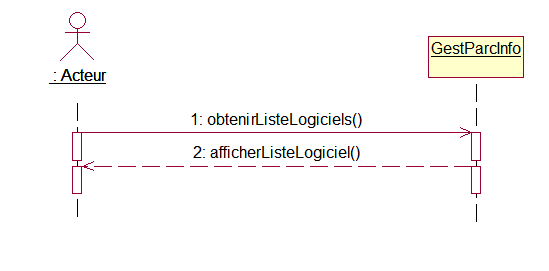 GestParcInfo
: Acteur
1: obtenirListeLogiciels()
2: afficherListeLogiciel()